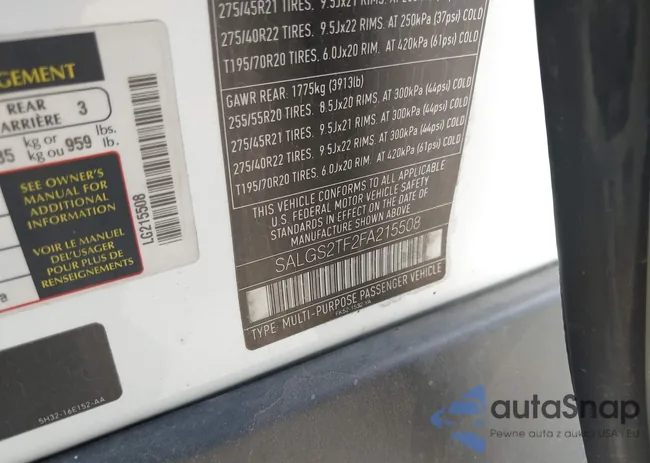 275/45R21 TIRES. 9.5Jx21 RIMS. AT
275/40R22 TIRES. 9.5Jx22 RIMS. AT 250kPa (37psi) COLD
T195/70R20 TIRES. 6.0Jx20 RIM. AT 420kPa (61psi) COLD
GAWR REAR. 1775kg (3913lb)
255/55R20 TIRES. 8.5Jx20 RIMS. AT 300kPa (44psi) COLD
275/45R21 TIRES. 9.5Jx21 RIMS. AT 300kPa (44psi) COLD
275/40R22 TIRES. 9.5Jx22 RIMS. AT 300kPa (44psi) COLD
T195/70R20 TIRES. 6.0Jx20 RIM. AT 420kPa (61psi) COLD
THIS VEHICLE CONFORMS TO ALL APPLICABLE
U.S. FEDERAL MOTOR VEHICLE SAFETY
STANDARDS IN EFFECT ON THE DATE OF
MANUFACTURE SHOWN ABOVE.
SALGS2TF2FA215508
TYPE: MULTI-PURPOSE PASSENGER VEHICLE
GEMENT
REAR
ARRIÈRE
3
kg or
kg ou
959
lbs.
lb.
SEE OWNER'S
MANUAL FOR
ADDITIONAL
INFORMATION
VOIR LE MANUEL
DE L'USAGER
POUR PLUS DE
RENSEIGNEMENTS
LG215508
5H32-16E152-AA
autaSnap
Pewne auta z aukcji USA i EU